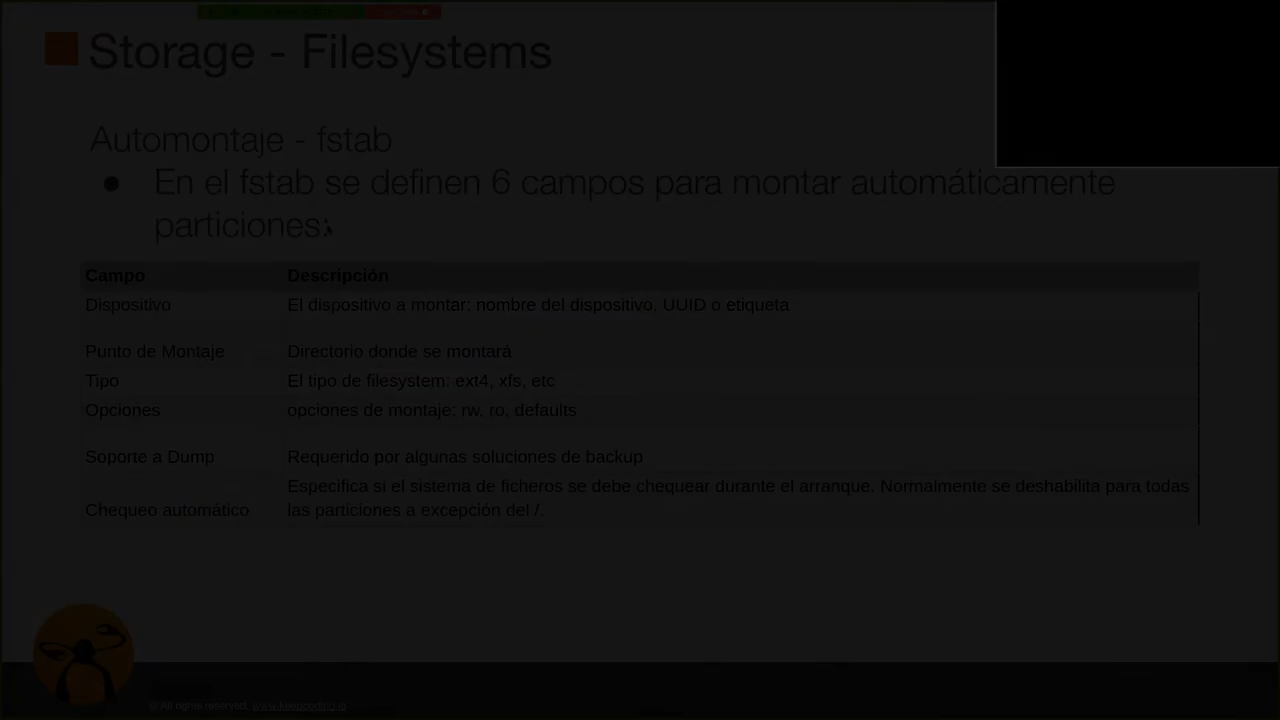 Storage - Filesystems
Automontaje - fstab
● En el fstab se definen 6 campos para montar automáticamente
particiones:
Campo Descripción
Dispositivo El dispositivo a montar: nombre del dispositivo, UUID o etiqueta
Punto de Montaje Directorio donde se montará
Tipo El tipo de filesystem: ext4, xfs, etc
Opciones opciones de montaje: rw, ro, defaults
Soporte a Dump Requerido por algunas soluciones de backup
Especifica si el sistema de ficheros se debe chequear durante el arranque. Normalmente se deshabilita para todas
Chequeo automático las particiones a excepción del /.
© All rights reserved. www.keepcoding.io